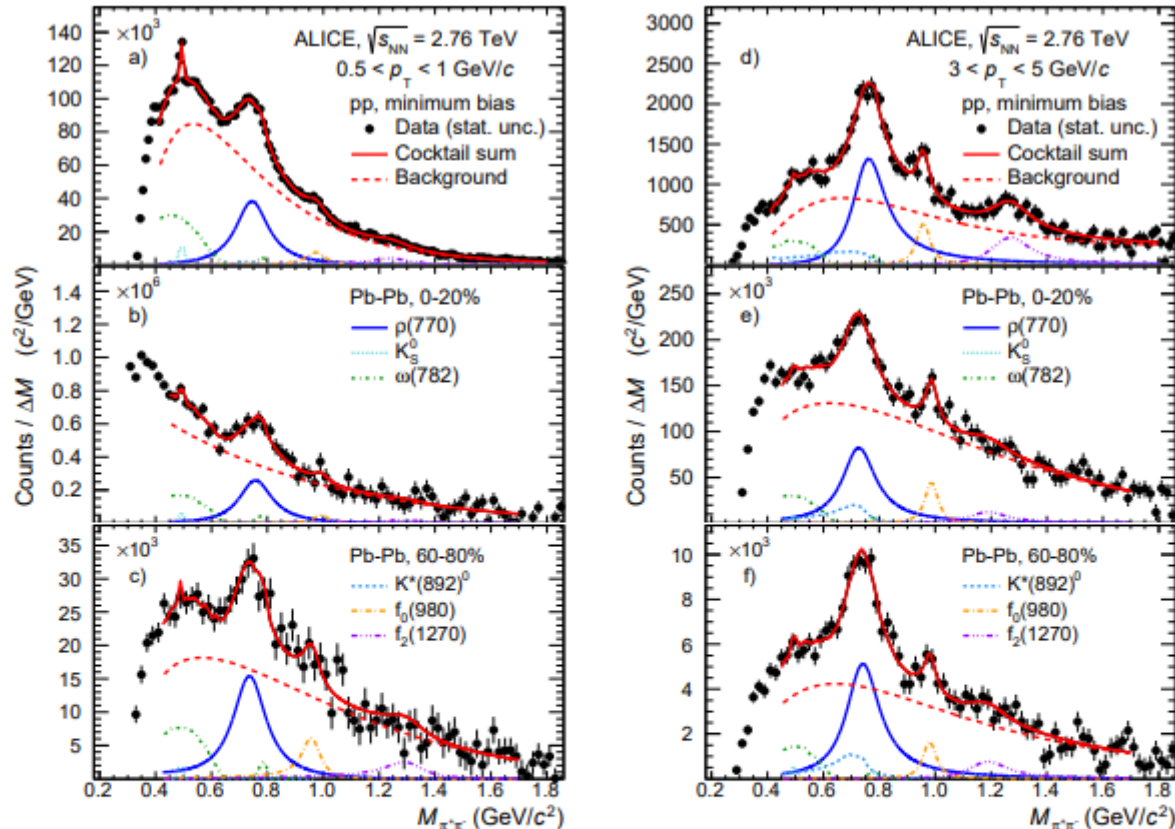 ×10³
140
120
100
80
60
40
20
a)
ALICE, √s_NN = 2.76 TeV
0.5 < p_T < 1 GeV/c
pp, minimum bias
Data (stat. unc.)
Cocktail sum
Background
×10⁶
1.4
1.2
1.0
0.8
0.6
0.4
0.2
b)
Pb-Pb, 0-20%
ρ(770)
K⁰_S
ω(782)
Counts / ΔM (c²/GeV)
×10³
35
30
25
20
15
10
5
c)
Pb-Pb, 60-80%
K*(892)⁰
f₀(980)
f₂(1270)
0.2 0.4 0.6 0.8 1.0 1.2 1.4 1.6 1.8
M_π⁺π⁻ (GeV/c²)
3000
2500
2000
1500
1000
500
d)
ALICE, √s_NN = 2.76 TeV
3 < p_T < 5 GeV/c
pp, minimum bias
Data (stat. unc.)
Cocktail sum
Background
×10³
250
200
150
100
50
e)
Pb-Pb, 0-20%
ρ(770)
K⁰_S
ω(782)
Counts / ΔM (c²/GeV)
×10³
10
8
6
4
2
f)
Pb-Pb, 60-80%
K*(892)⁰
f₀(980)
f₂(1270)
0.2 0.4 0.6 0.8 1.0 1.2 1.4 1.6 1.8
M_π⁺π⁻ (GeV/c²)